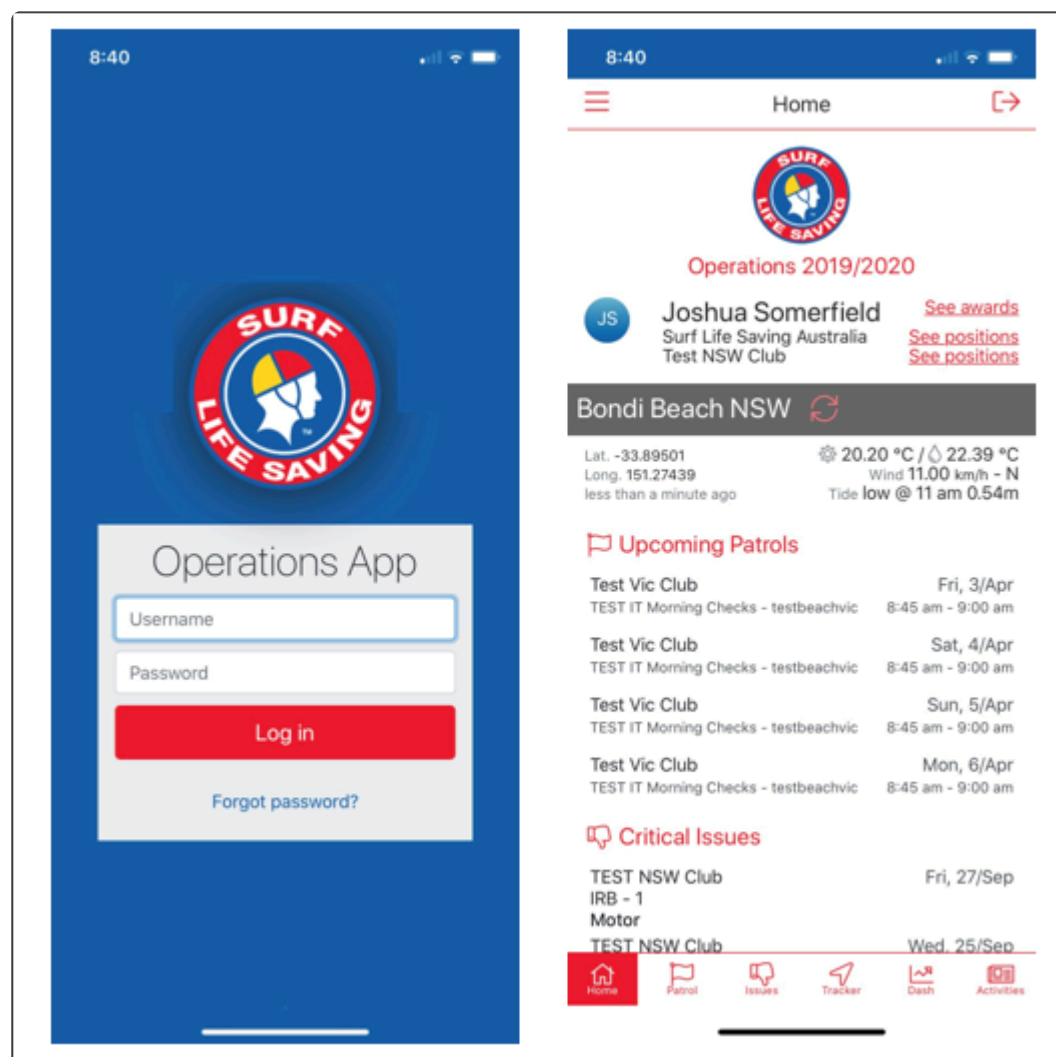 8:40
SURF
LIFE SAVING
TM
Operations App
Username
Password
Log in
Forgot password?
8:40
Home
SURF
LIFE SAVING
Operations 2019/2020
JS
Joshua Somerfield
See awards
Surf Life Saving Australia
See positions
Test NSW Club
See positions
Bondi Beach NSW
Lat. -33.89501
20.20 °C / 22.39 °C
Long. 151.27439
Wind 11.00 km/h - N
less than a minute ago
Tide low @ 11 am 0.54m
Upcoming Patrols
Test Vic Club
Fri, 3/Apr
TEST IT Morning Checks - testbeachvic
8:45 am - 9:00 am
Test Vic Club
Sat, 4/Apr
TEST IT Morning Checks - testbeachvic
8:45 am - 9:00 am
Test Vic Club
Sun, 5/Apr
TEST IT Morning Checks - testbeachvic
8:45 am - 9:00 am
Test Vic Club
Mon, 6/Apr
TEST IT Morning Checks - testbeachvic
8:45 am - 9:00 am
Critical Issues
TEST NSW Club
Fri, 27/Sep
IRB - 1
Motor
TEST NSW Club
Wed, 25/Sep
Home
Patrol
Issues
Tracker
Dash
Activities